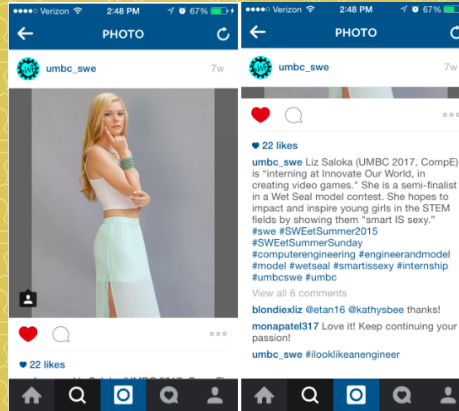 Verizon 2:48 PM 67%
PHOTO
umbc_swe 7w
22 likes
Verizon 2:48 PM 67%
PHOTO
umbc_swe 7w
22 likes
umbc_swe Liz Saloka (UMBC 2017, CompE)
is "interning at Innovate Our World, in
creating video games." She is a semi-finalist
in a Wet Seal model contest. She hopes to
impact and inspire young girls in the STEM
fields by showing them "smart IS sexy."
#swe #SWEetSummer2015
#SWEetSummerSunday
#computerengineering #engineerandmodel
#model #wetseal #smartissexy #internship
#umbcswe #umbc
View all 6 comments
blondiexliz @etan16 @kathysbee thanks!
monapatel317 Love it! Keep continuing your
passion!
umbc_swe #ilooklikeanengineer